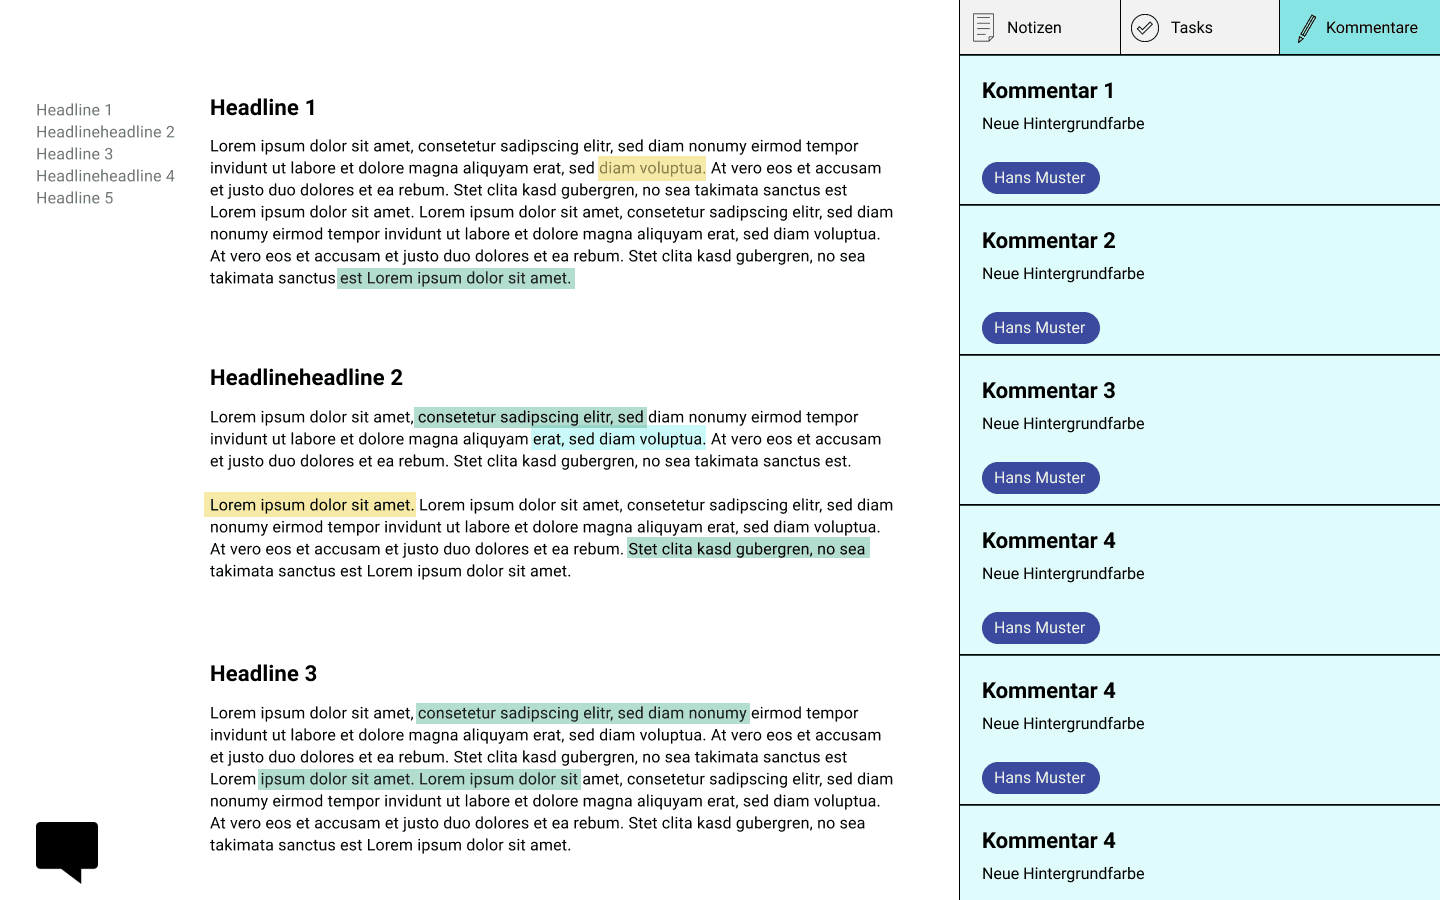 Headline 1
Headlineheadline 2
Headline 3
Headlineheadline 4
Headline 5
Headline 1
Lorem ipsum dolor sit amet, consetetur sadipscing elitr, sed diam nonumy eirmod tempor
invidunt ut labore et dolore magna aliquyam erat, sed diam voluptua. At vero eos et accusam
et justo duo dolores et ea rebum. Stet clita kasd gubergren, no sea takimata sanctus est
Lorem ipsum dolor sit amet. Lorem ipsum dolor sit amet, consetetur sadipscing elitr, sed diam
nonumy eirmod tempor invidunt ut labore et dolore magna aliquyam erat, sed diam voluptua.
At vero eos et accusam et justo duo dolores et ea rebum. Stet clita kasd gubergren, no sea
takimata sanctus est Lorem ipsum dolor sit amet.
Headlineheadline 2
Lorem ipsum dolor sit amet, consetetur sadipscing elitr, sed diam nonumy eirmod tempor
invidunt ut labore et dolore magna aliquyam erat, sed diam voluptua. At vero eos et accusam
et justo duo dolores et ea rebum. Stet clita kasd gubergren, no sea takimata sanctus est.
Lorem ipsum dolor sit amet. Lorem ipsum dolor sit amet, consetetur sadipscing elitr, sed diam
nonumy eirmod tempor invidunt ut labore et dolore magna aliquyam erat, sed diam voluptua.
At vero eos et accusam et justo duo dolores et ea rebum. Stet clita kasd gubergren, no sea
takimata sanctus est Lorem ipsum dolor sit amet.
Headline 3
Lorem ipsum dolor sit amet, consetetur sadipscing elitr, sed diam nonumy eirmod tempor
invidunt ut labore et dolore magna aliquyam erat, sed diam voluptua. At vero eos et accusam
et justo duo dolores et ea rebum. Stet clita kasd gubergren, no sea takimata sanctus est
Lorem ipsum dolor sit amet. Lorem ipsum dolor sit amet, consetetur sadipscing elitr, sed diam
nonumy eirmod tempor invidunt ut labore et dolore magna aliquyam erat, sed diam voluptua.
At vero eos et accusam et justo duo dolores et ea rebum. Stet clita kasd gubergren, no sea
takimata sanctus est Lorem ipsum dolor sit amet.
Notizen
Tasks
Kommentare
Kommentar 1
Neue Hintergrundfarbe
Hans Muster
Kommentar 2
Neue Hintergrundfarbe
Hans Muster
Kommentar 3
Neue Hintergrundfarbe
Hans Muster
Kommentar 4
Neue Hintergrundfarbe
Hans Muster
Kommentar 4
Neue Hintergrundfarbe
Hans Muster
Kommentar 4
Neue Hintergrundfarbe